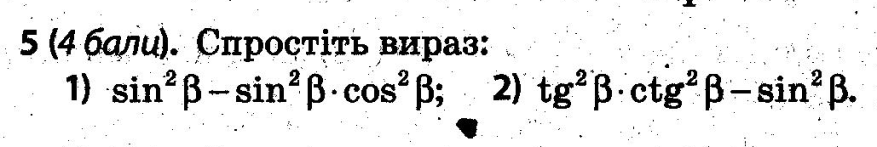 5 (4 бали). Спростіть вираз:
1) sin²β – sin²β · cos²β; 2) tg²β · ctg²β – sin²β.